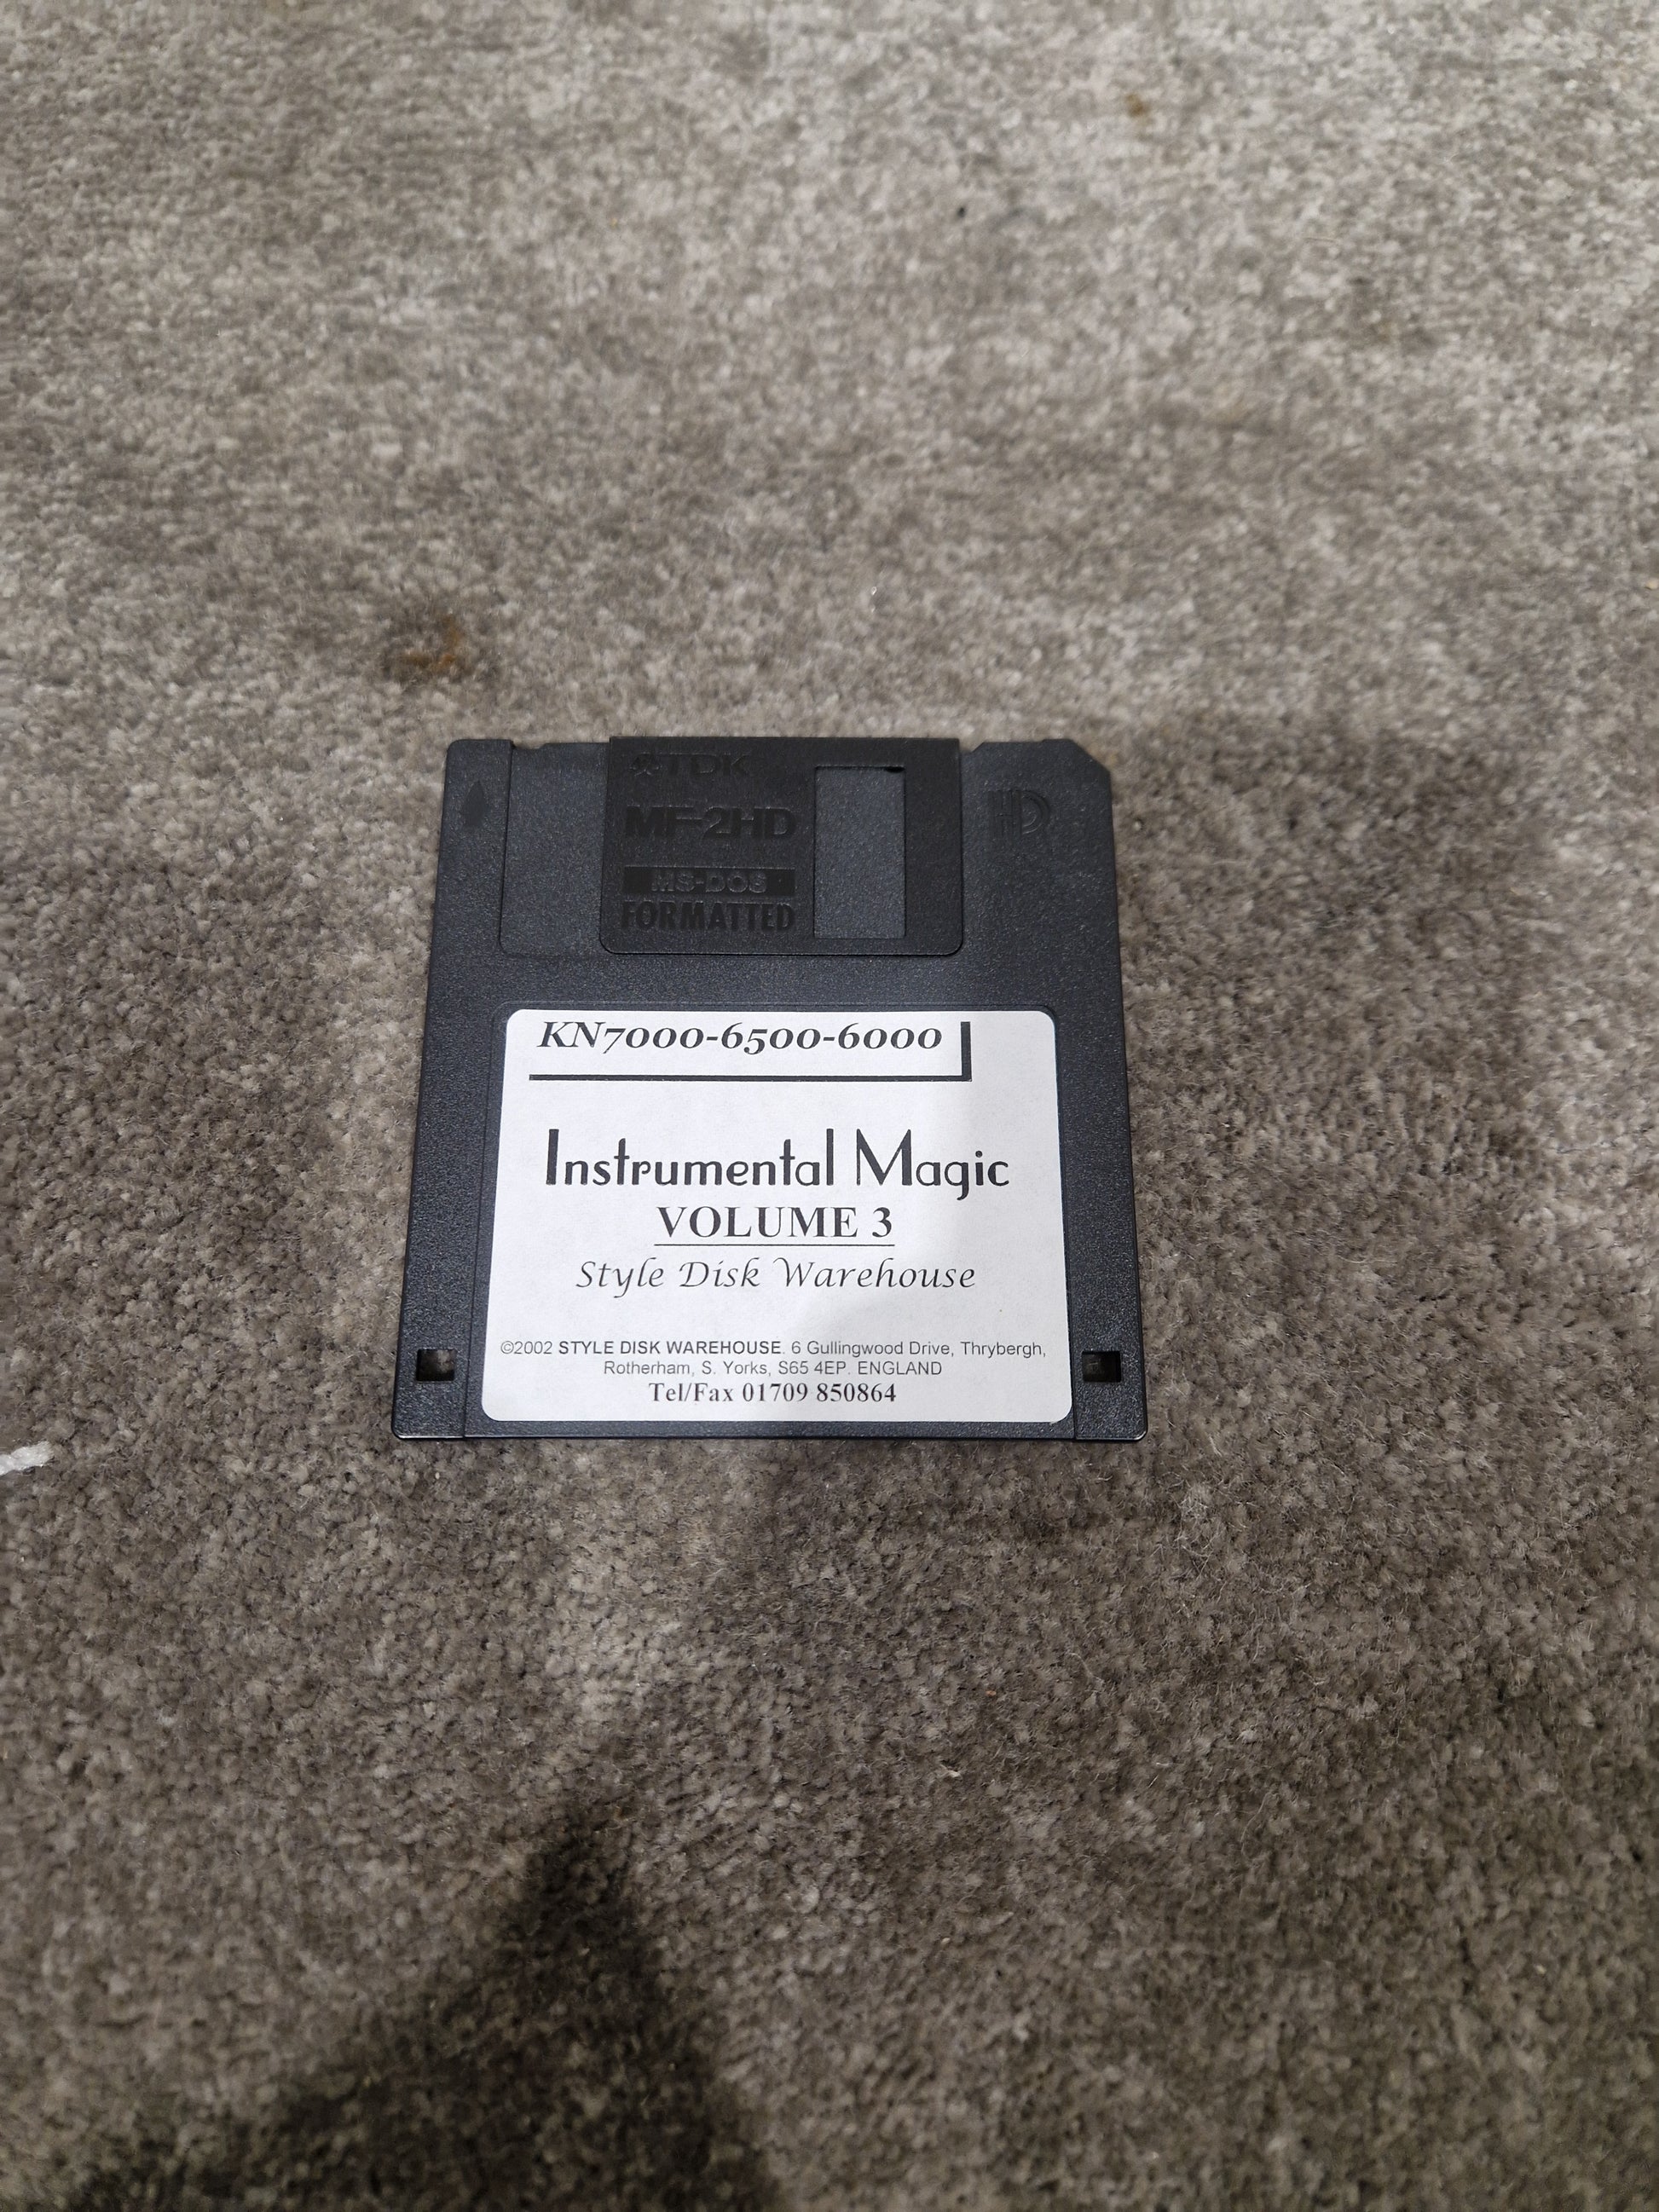 TDK
HD
MF-2HD
MS-DOS
FORMATTED
KN7000-6500-6000
Instrumental Magic
VOLUME 3
Style Disk Warehouse
©2002 STYLE DISK WAREHOUSE. 6 Gullingwood Drive, Thrybergh,
Rotherham, S. Yorks, S65 4EP. ENGLAND
Tel/Fax 01709 850864